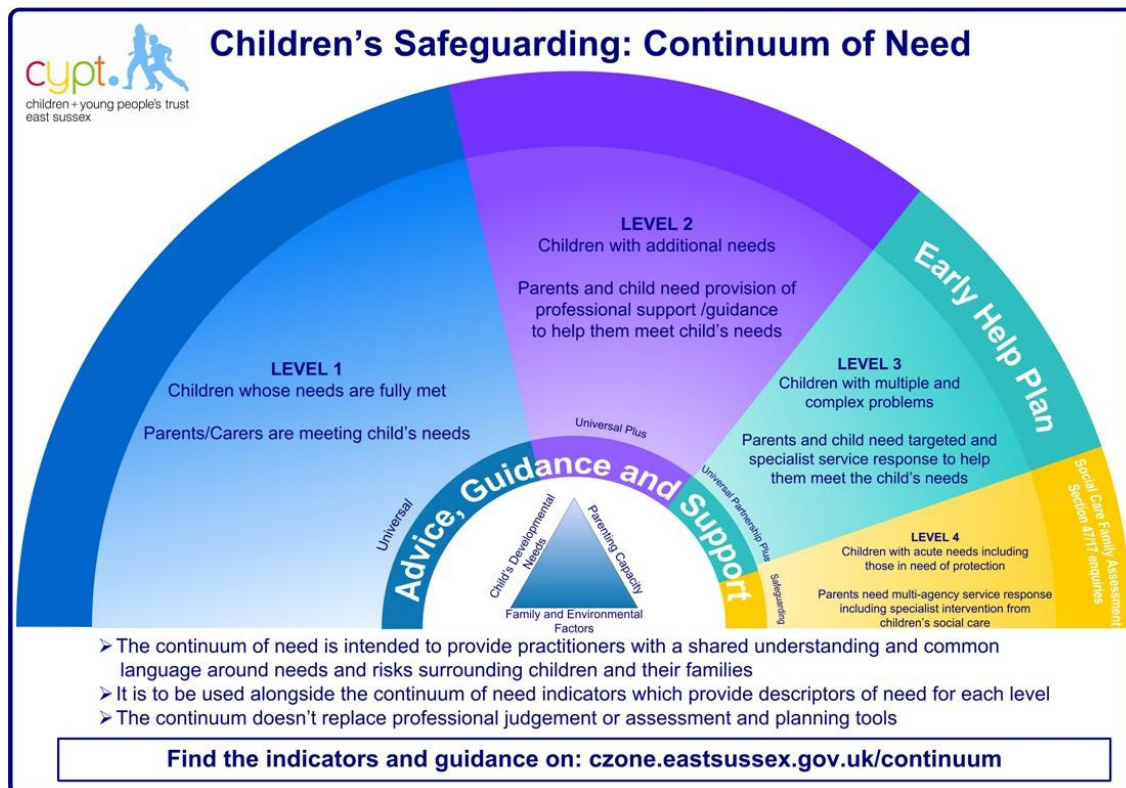 cypt.
children+young people's trust
east sussex
Children's Safeguarding: Continuum of Need
LEVEL 1
Children whose needs are fully met
Parents/Carers are meeting child's needs
LEVEL 2
Children with additional needs
Parents and child need provision of
professional support /guidance
to help them meet child's needs
LEVEL 3
Children with multiple and
complex problems
Parents and child need targeted and
specialist service response to help
them meet the child's needs
Early Help Plan
LEVEL 4
Children with acute needs including
those in need of protection
Parents need multi-agency service response
including specialist intervention from
children's social care
Social Care Family Assessment
Section 47/17 enquiries
Universal
Universal Plus
Universal Partnership Plus
Safeguarding
Advice, Guidance and Support
Child's Developmental
Needs
Parenting Capacity
Family and Environmental
Factors
➢ The continuum of need is intended to provide practitioners with a shared understanding and common
language around needs and risks surrounding children and their families
➢ It is to be used alongside the continuum of need indicators which provide descriptors of need for each level
➢ The continuum doesn't replace professional judgement or assessment and planning tools
Find the indicators and guidance on: czone.eastsussex.gov.uk/continuum